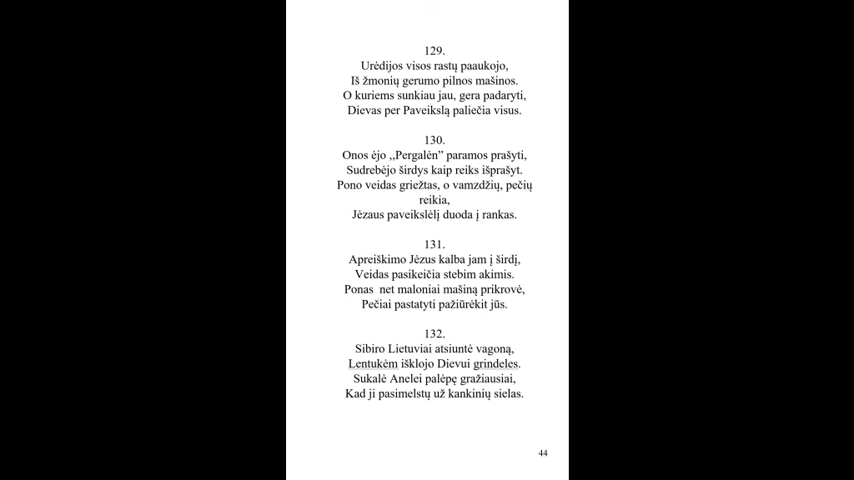 129.
Urėdijos visos rastų paaukojo,
Iš žmonių gerumo pilnos mašinos.
O kuriems sunkiau jau, gera padaryti,
Dievas per Paveikslą paliečia visus.
130.
Onos ėjo ,,Pergalėn” paramos prašyti,
Sudrebėjo širdys kaip reiks išprašyt.
Pono veidas griežtas, o vamzdžių, pečių
reikia,
Jėzaus paveikslėlį duoda į rankas.
131.
Apreiškimo Jėzus kalba jam į širdį,
Veidas pasikeičia stebim akimis.
Ponas  net maloniai mašiną prikrovė,
Pečiai pastatyti pažiūrėkit jūs.
132.
Sibiro Lietuviai atsiuntė vagoną,
Lentukėm išklojo Dievui grindeles.
Sukalė Anelei palėpę gražiausiai,
Kad ji pasimelstų už kankinių sielas.
44